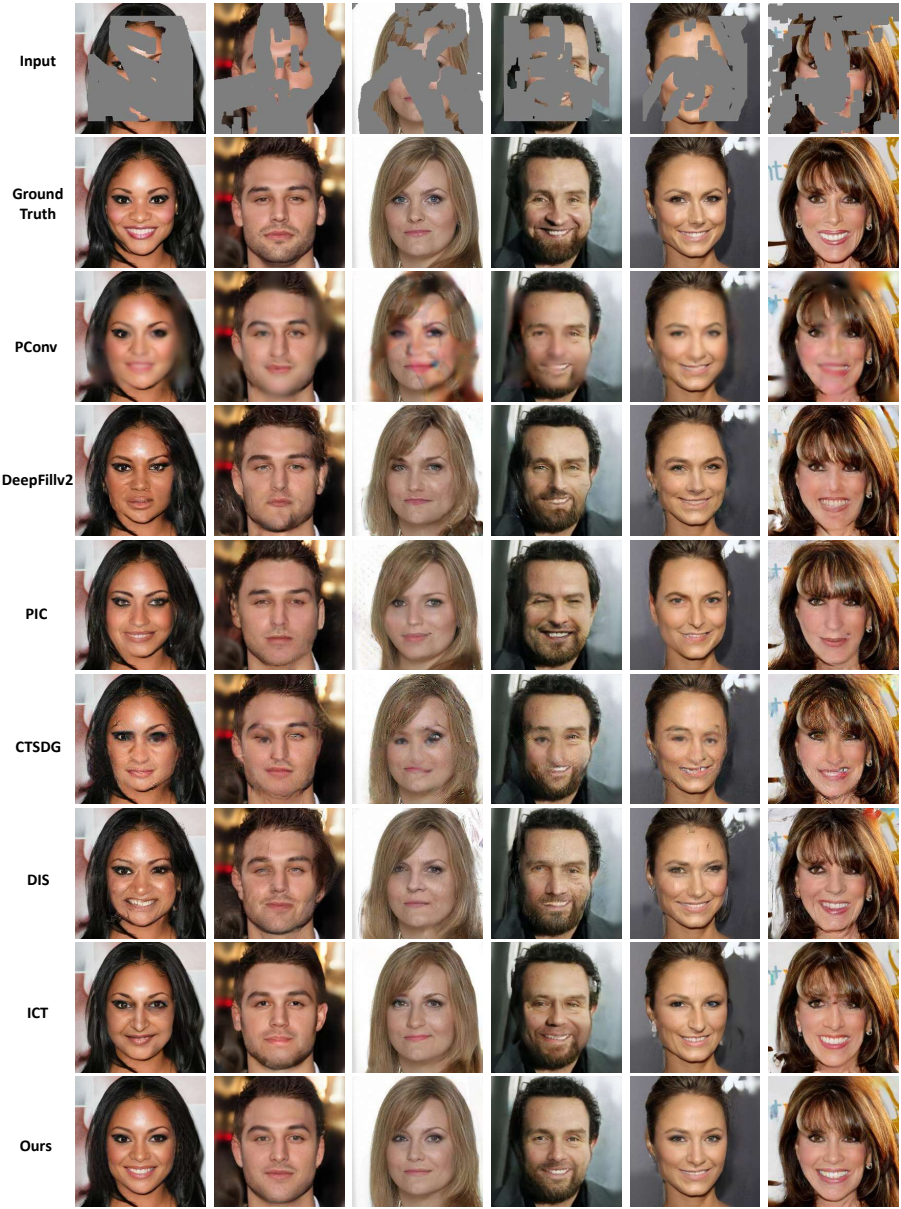 Input
Ground
Truth
PConv
DeepFillv2
PIC
CTSDG
DIS
ICT
Ours